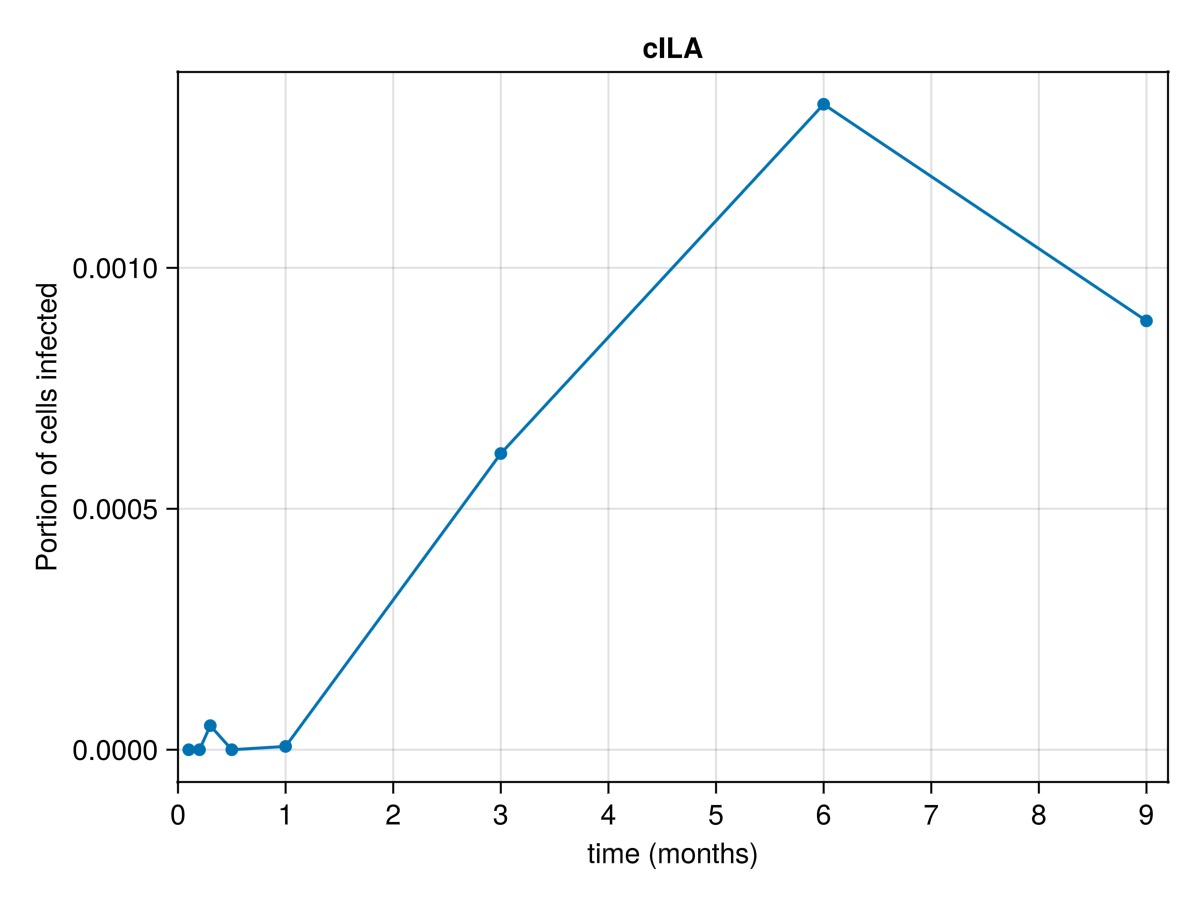 cILA
Portion of cells infected
0.0010
0.0005
0.0000
0 1 2 3 4 5 6 7 8 9
time (months)